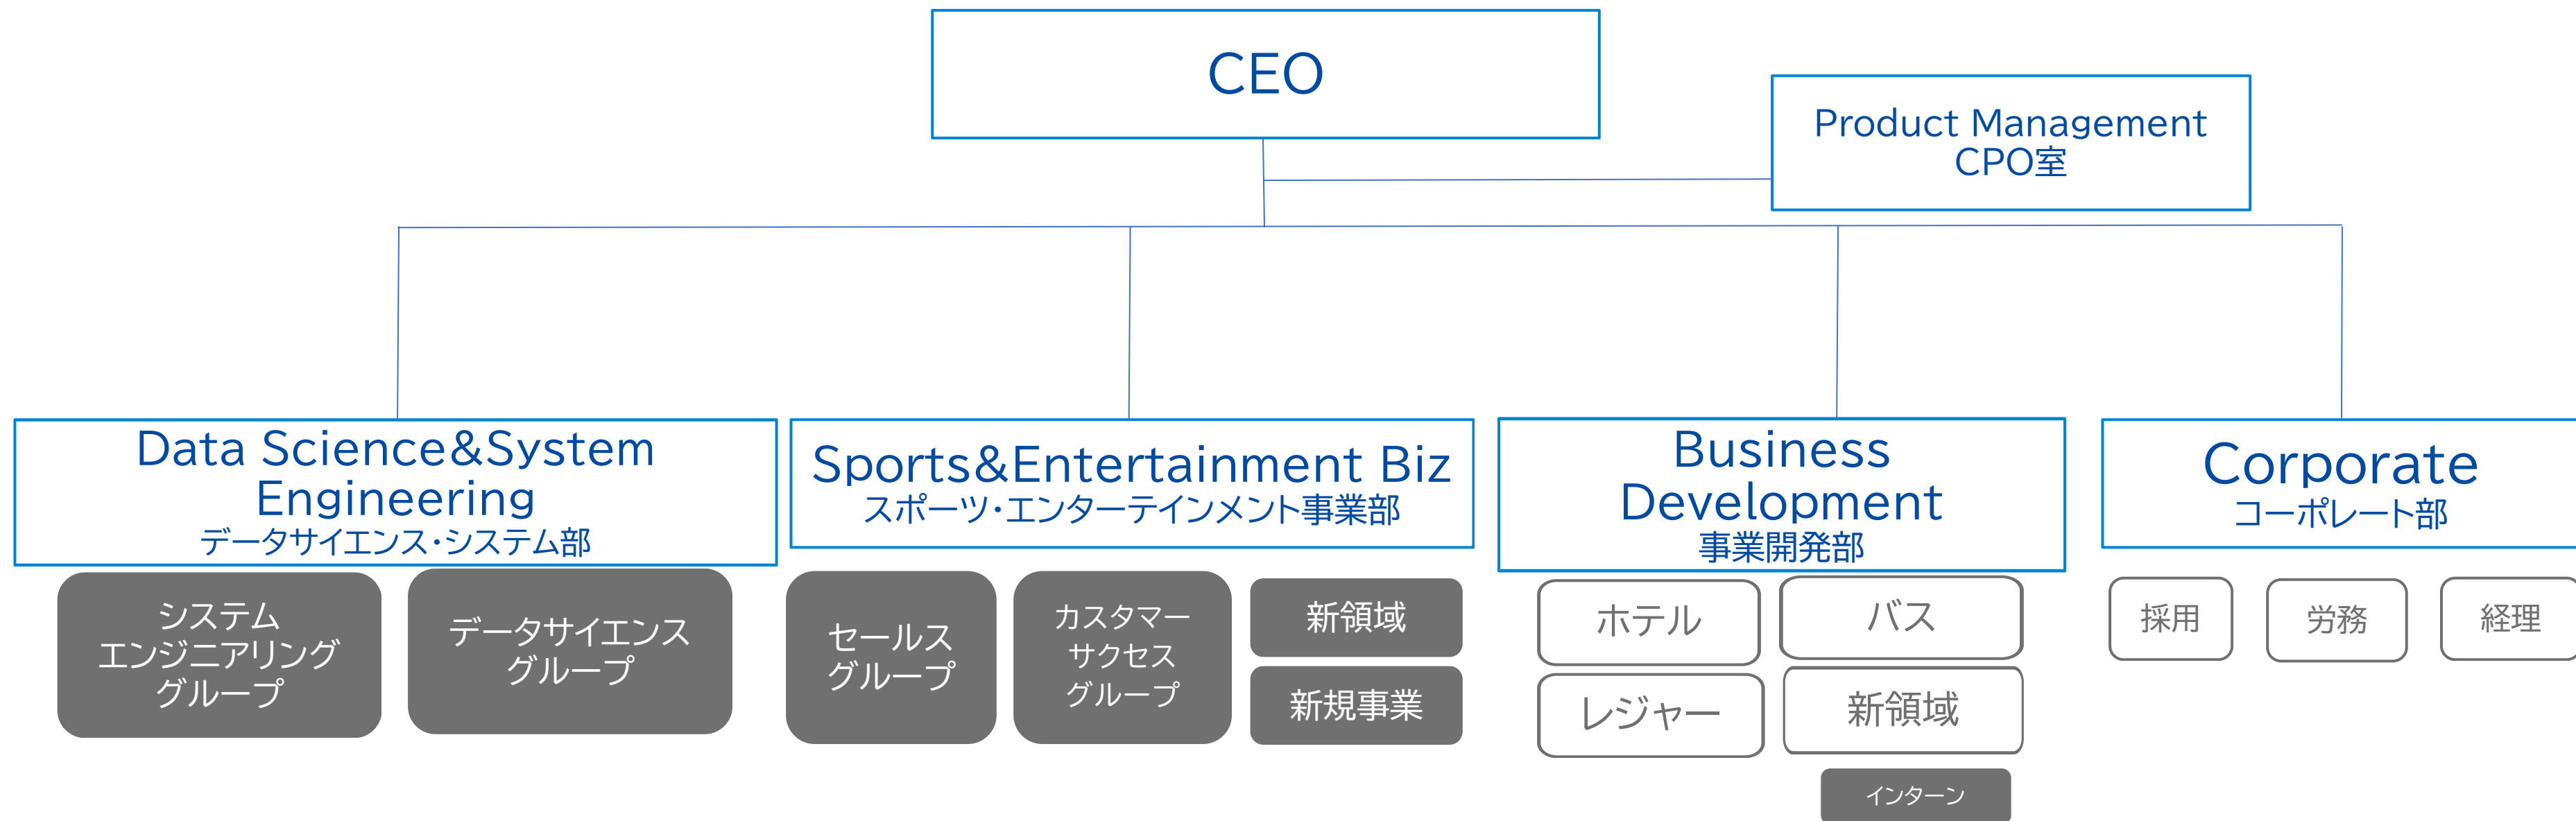 CEO
Product Management
CPO室
Data Science&System
Engineering
データサイエンス・システム部
Sports&Entertainment Biz
スポーツ・エンターテインメント事業部
Business
Development
事業開発部
Corporate
コーポレート部
システム
エンジニアリング
グループ
データサイエンス
グループ
セールス
グループ
カスタマー
サクセス
グループ
新領域
新規事業
ホテル
バス
レジャー
新領域
インターン
採用
労務
経理